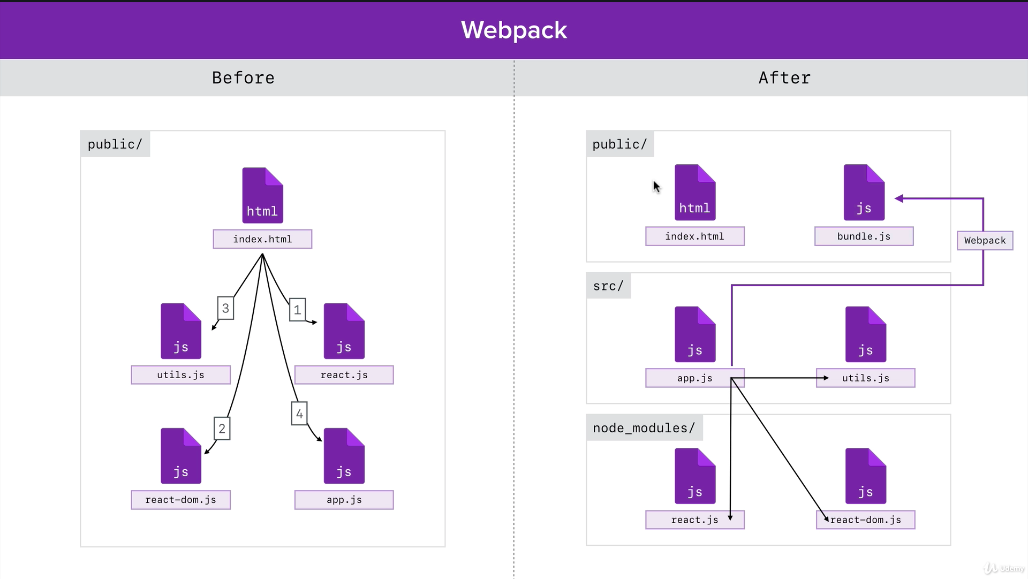 Webpack
Before
After
public/
html
index.html
3
1
js
utils.js
js
react.js
2
4
js
react-dom.js
js
app.js
public/
html
index.html
js
bundle.js
Webpack
src/
js
app.js
js
utils.js
node_modules/
js
react.js
js
react-dom.js
Udemy